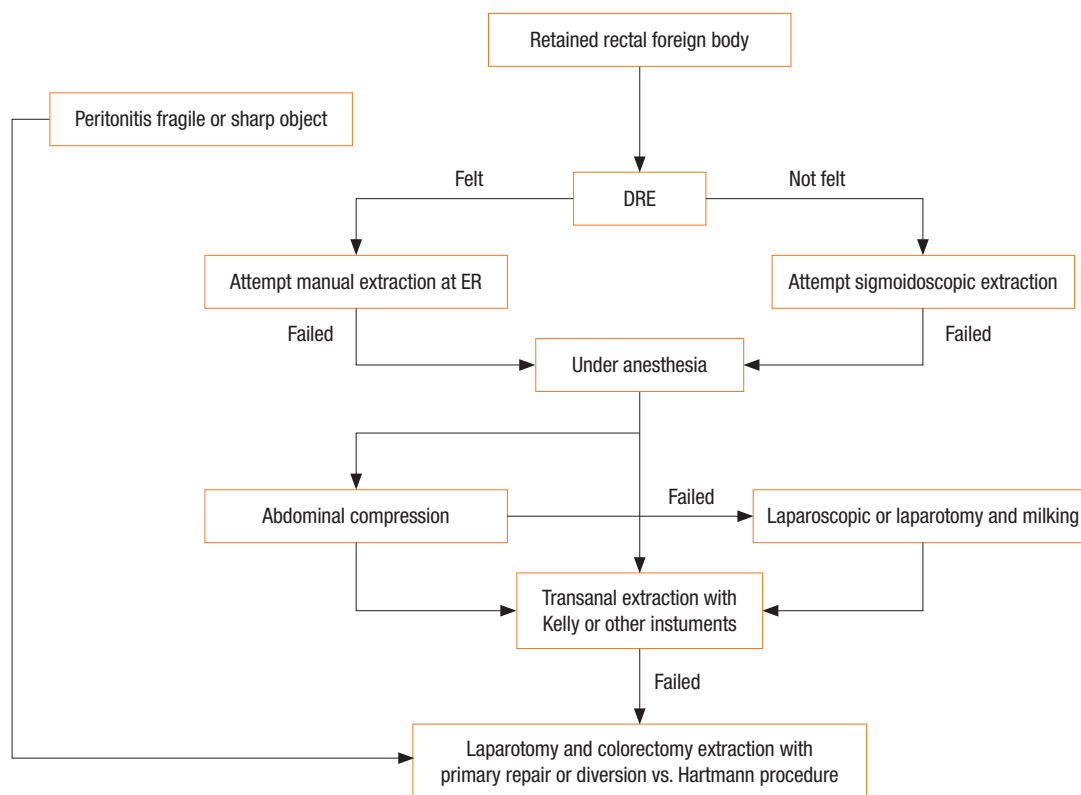 Retained rectal foreign body
Peritonitis fragile or sharp object
Felt
Not felt
DRE
Attempt manual extraction at ER
Attempt sigmoidoscopic extraction
Failed
Failed
Under anesthesia
Failed
Abdominal compression
Laparoscopic or laparotomy and milking
Transanal extraction with
Kelly or other instuments
Failed
Laparotomy and colorectomy extraction with
primary repair or diversion vs. Hartmann procedure